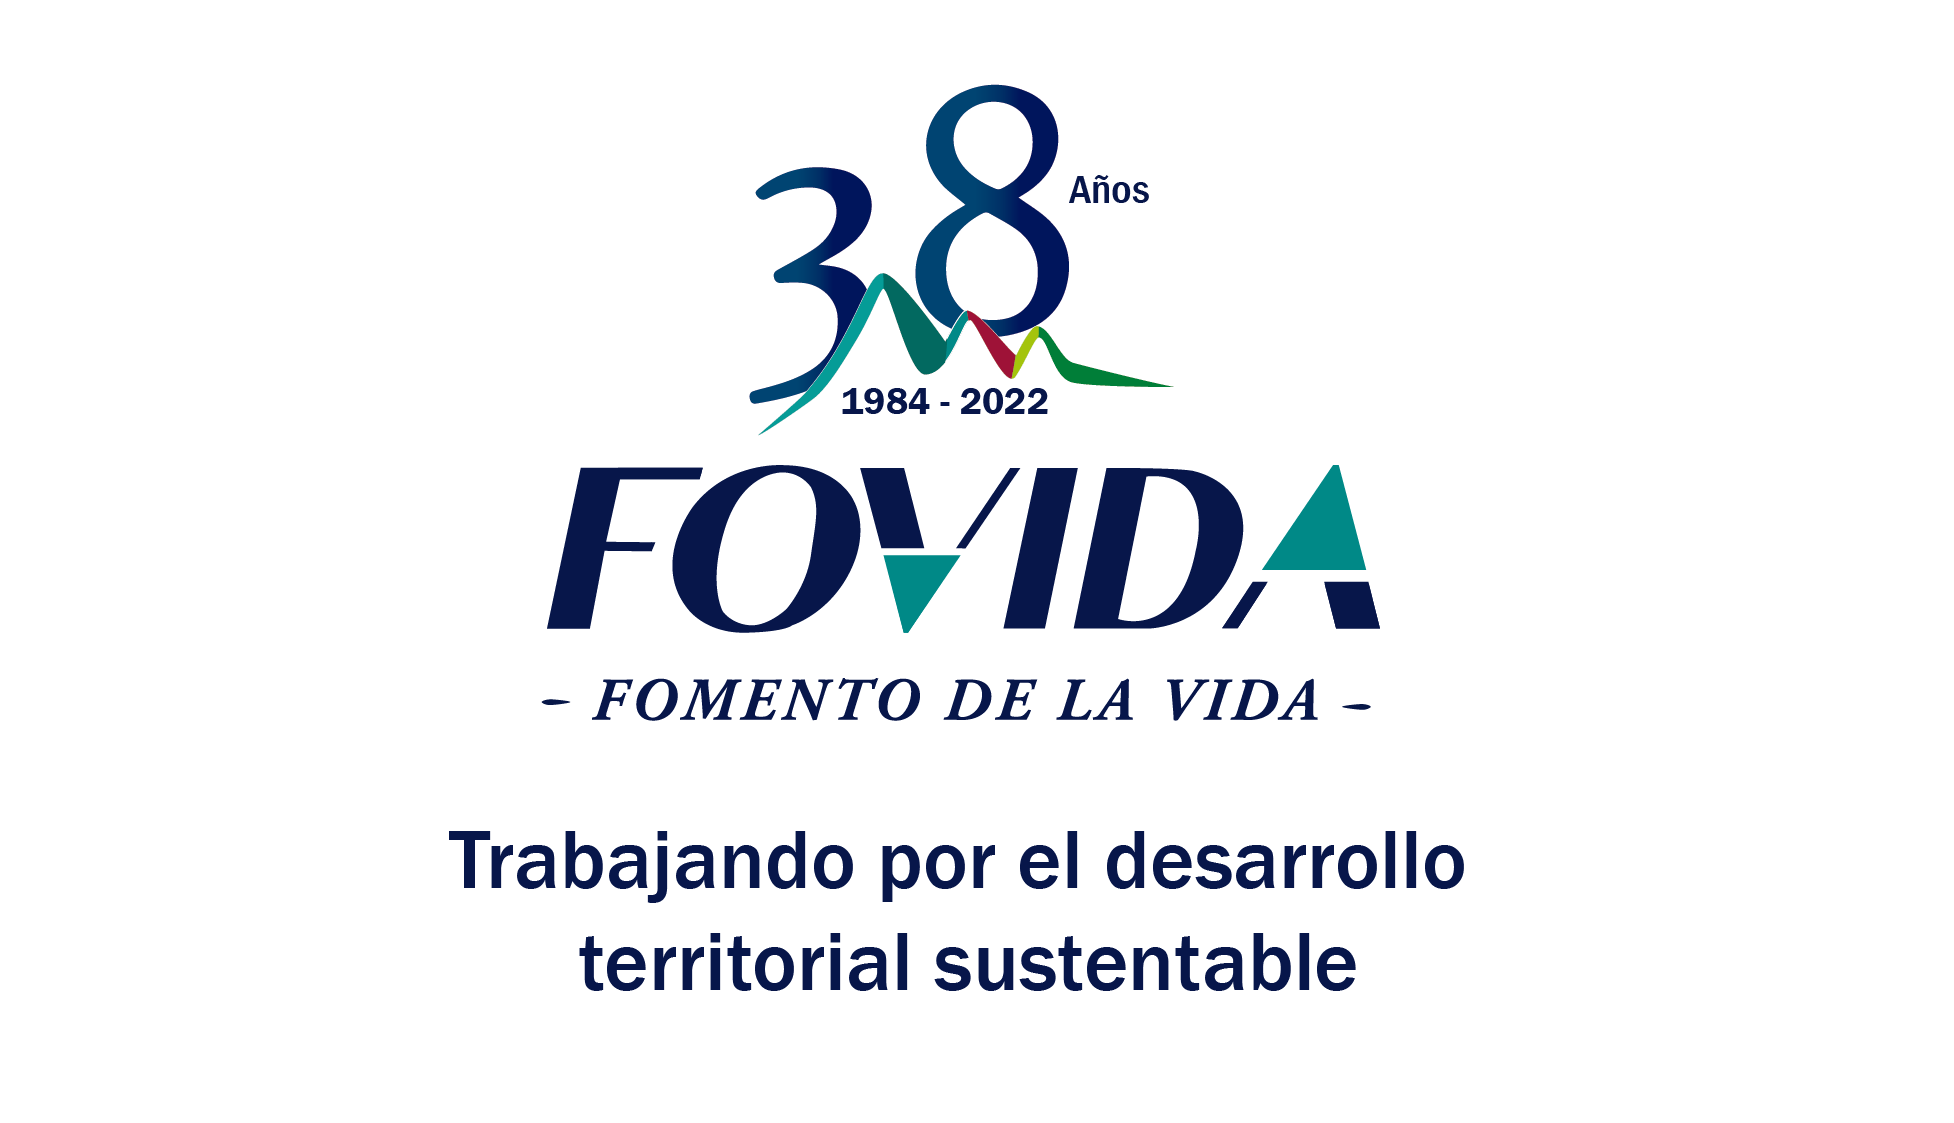 38 Años
1984 - 2022
FOVIDA
- FOMENTO DE LA VIDA -
Trabajando por el desarrollo
territorial sustentable